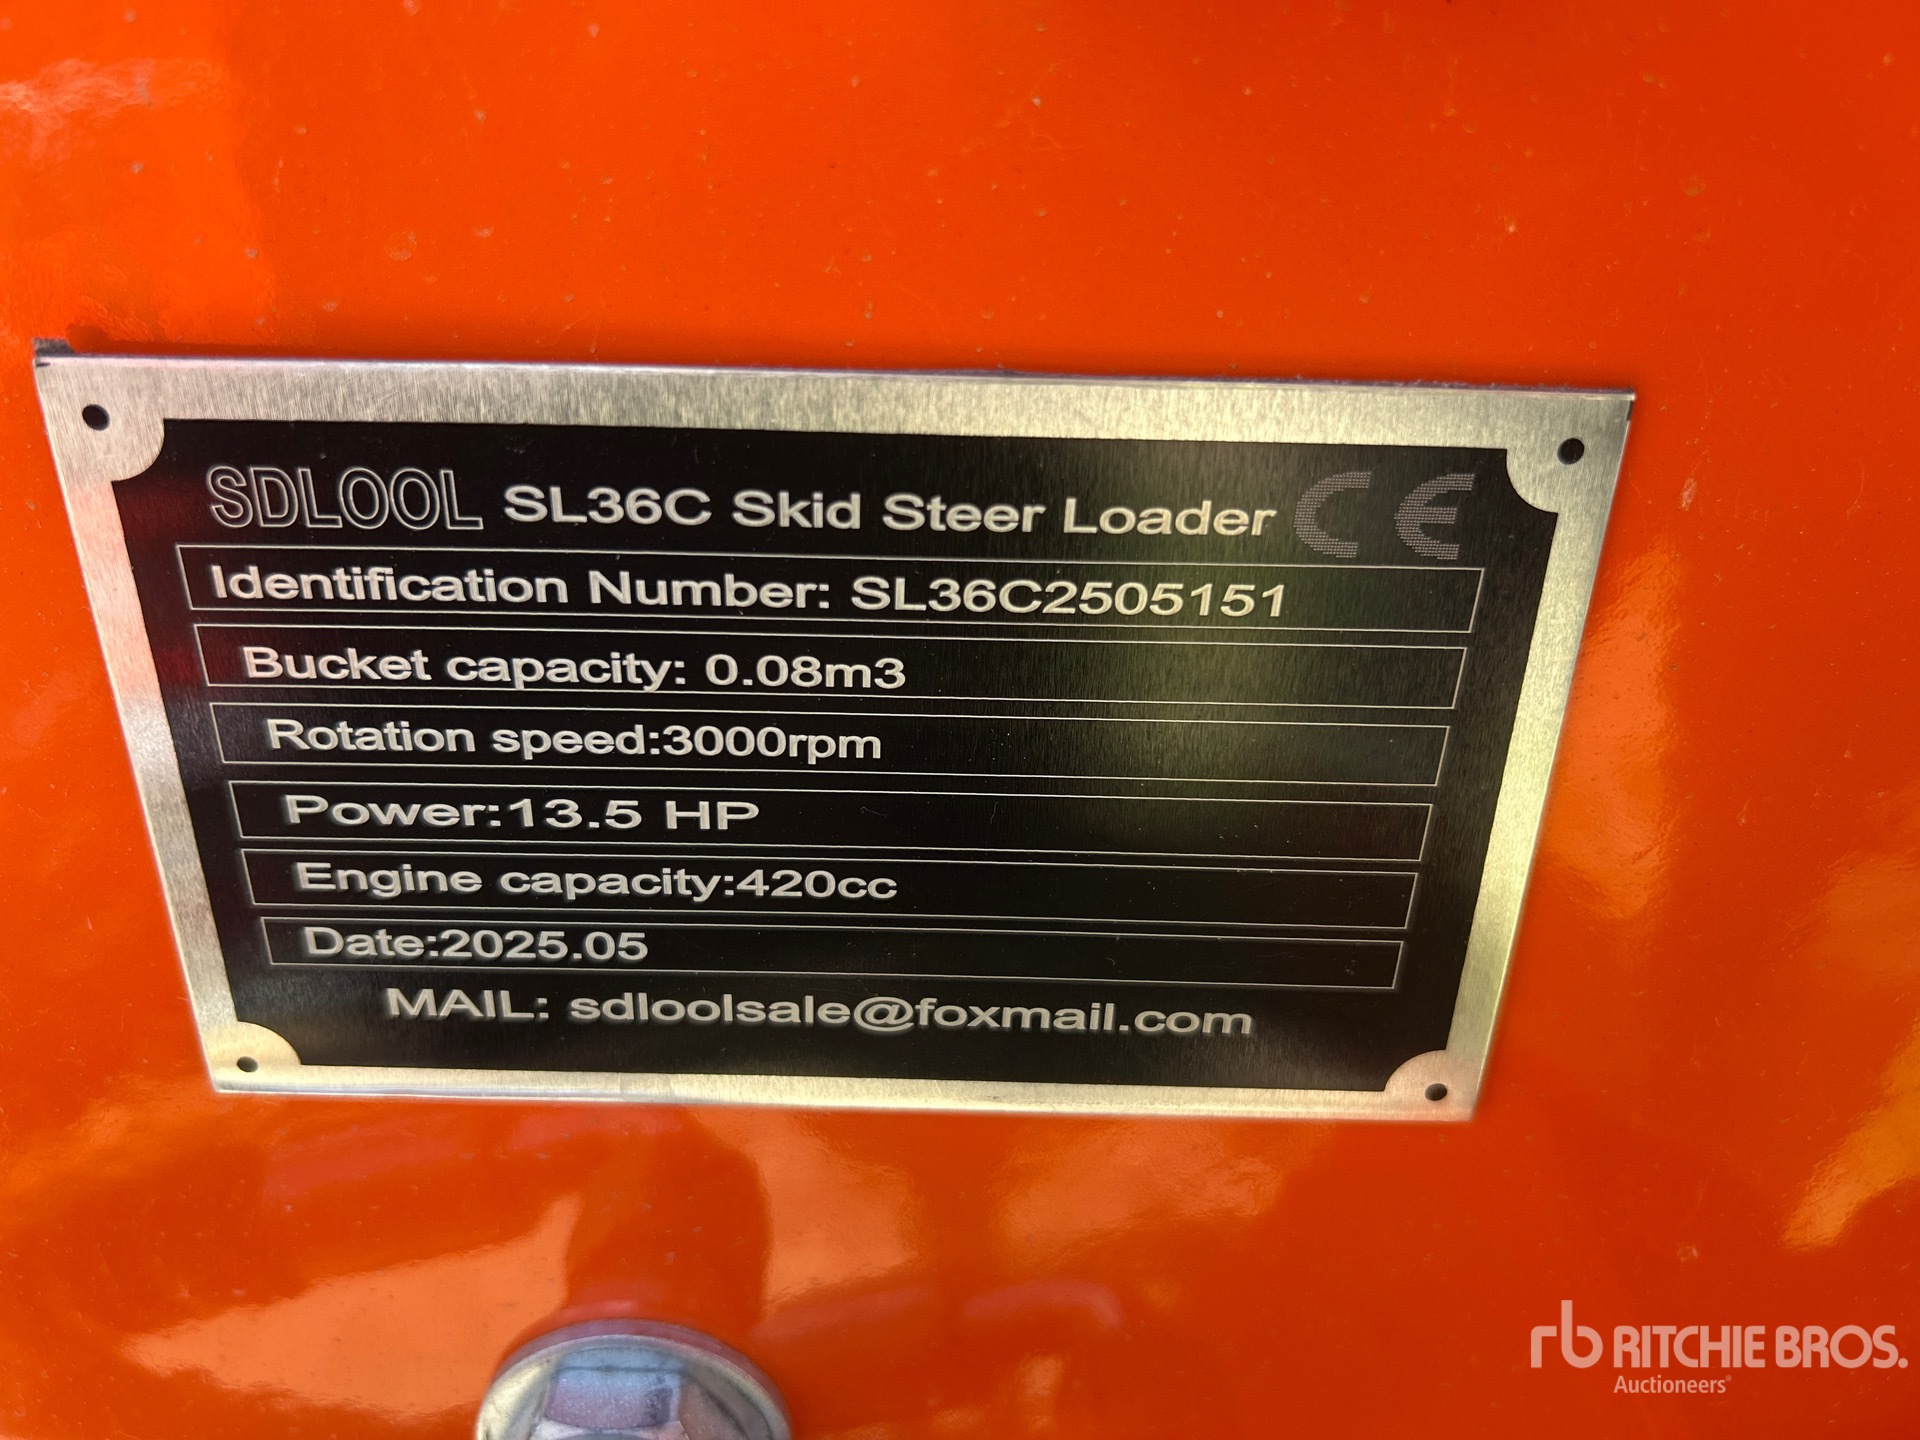 SDLOOL SL36C Skid Steer Loader CE
Identification Number: SL36C2505151
Bucket capacity: 0.08m3
Rotation speed:3000rpm
Power:13.5 HP
Engine capacity:420cc
Date:2025.05
MAIL: sdloolsale@foxmail.com
rb RITCHIE BROS.
Auctioneers®